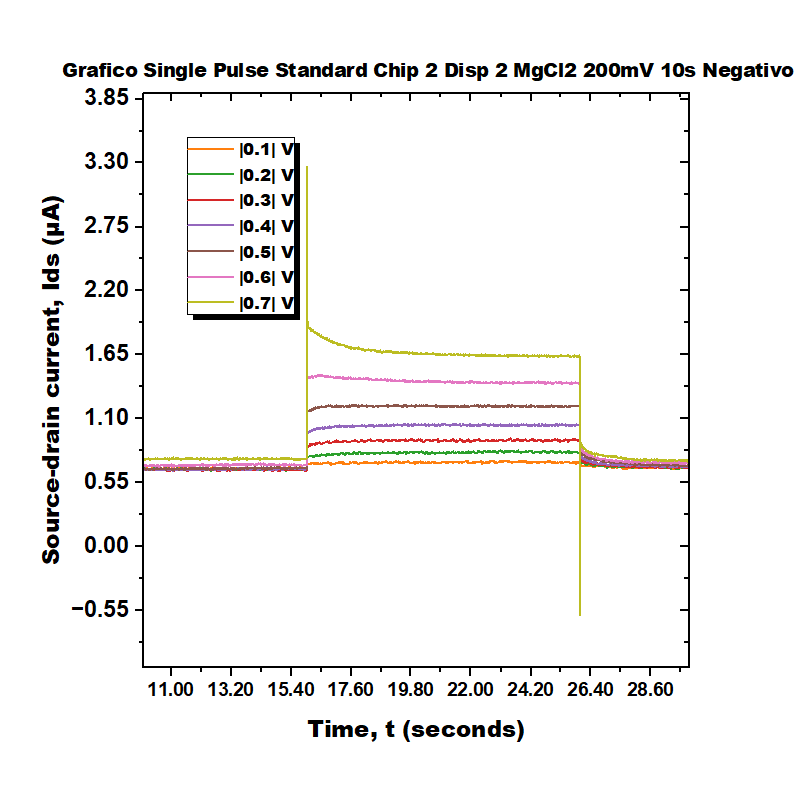 Grafico Single Pulse Standard Chip 2 Disp 2 MgCl2 200mV 10s Negativo
3.85
3.30
2.75
2.20
1.65
1.10
0.55
0.00
−0.55
Source-drain current, Ids (µA)
|0.1| V
|0.2| V
|0.3| V
|0.4| V
|0.5| V
|0.6| V
|0.7| V
11.00 13.20 15.40 17.60 19.80 22.00 24.20 26.40 28.60
Time, t (seconds)